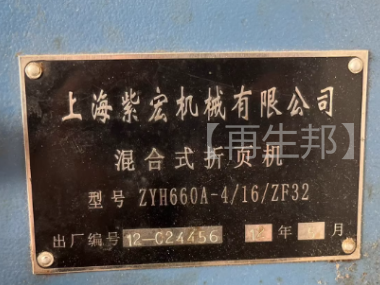 上海紫宏机械有限公司
【再生邦】
混合式折页机
型号 ZYH660A-4/16/ZF32
出厂编号 12-C24456 年 月